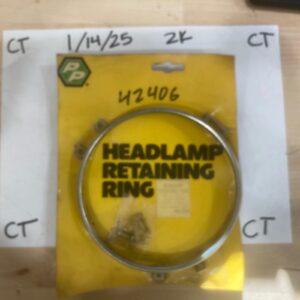 CT 1/14/25 2K CT
PP
42406
HEADLAMP
RETAINING
RING
CT CT